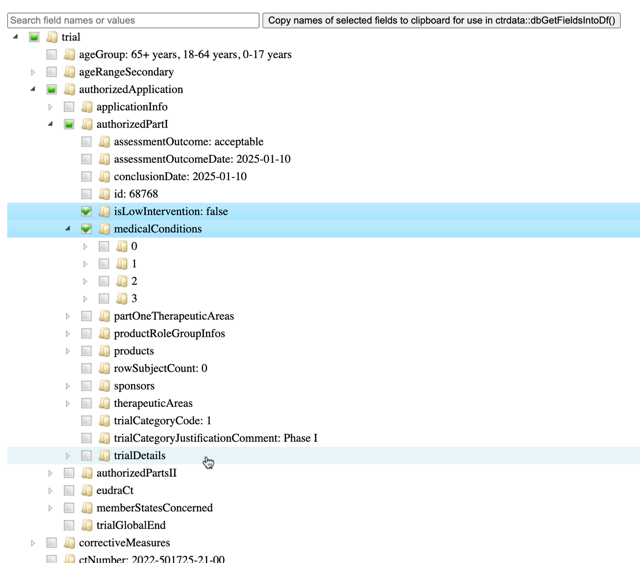 Search field names or values
Copy names of selected fields to clipboard for use in ctrdata::dbGetFieldsIntoDf()
trial
ageGroup: 65+ years, 18-64 years, 0-17 years
ageRangeSecondary
authorizedApplication
applicationInfo
authorizedPartI
assessmentOutcome: acceptable
assessmentOutcomeDate: 2025-01-10
conclusionDate: 2025-01-10
id: 68768
isLowIntervention: false
medicalConditions
0
1
2
3
partOneTherapeuticAreas
productRoleGroupInfos
products
rowSubjectCount: 0
sponsors
therapeuticAreas
trialCategoryCode: 1
trialCategoryJustificationComment: Phase I
trialDetails
authorizedPartsII
eudraCt
memberStatesConcerned
trialGlobalEnd
correctiveMeasures
ctNumber: 2022-501725-21-00